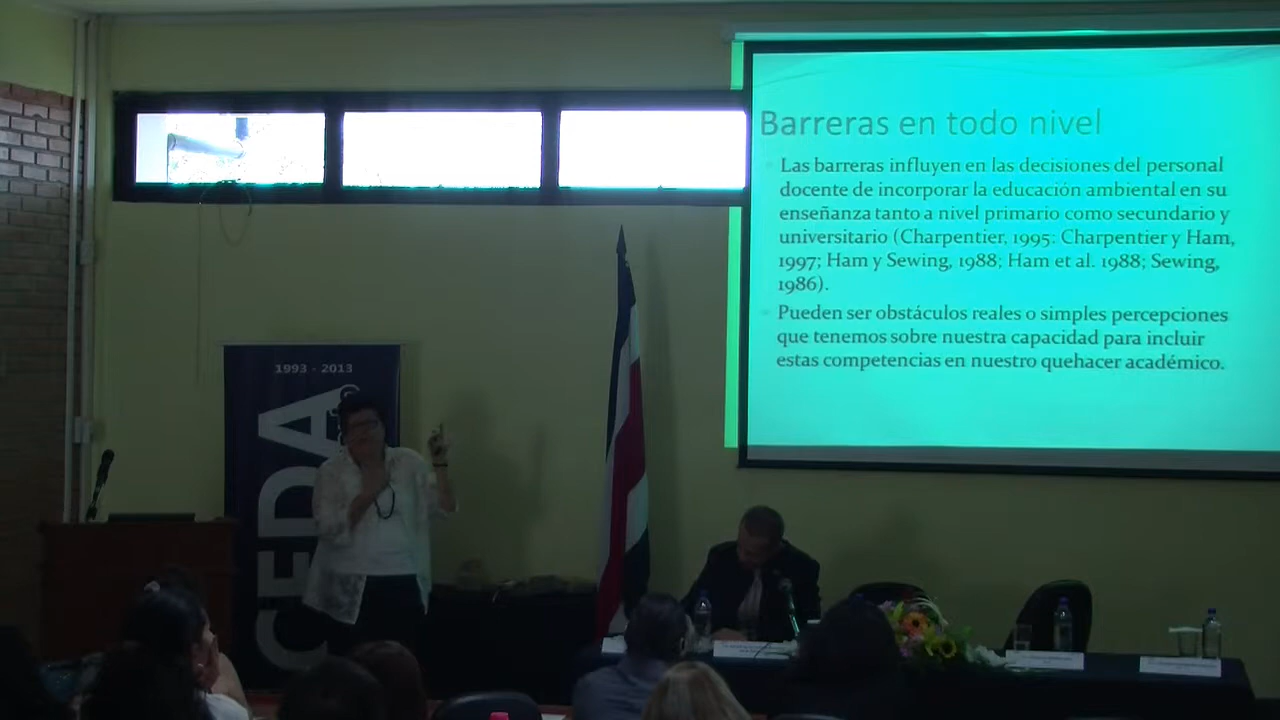 Barreras en todo nivel
Las barreras influyen en las decisiones del personal
docente de incorporar la educación ambiental en su
enseñanza tanto a nivel primario como secundario y
universitario (Charpentier, 1995: Charpentier y Ham,
1997; Ham y Sewing, 1988; Ham et al. 1988; Sewing,
1986).
Pueden ser obstáculos reales o simples percepciones
que tenemos sobre nuestra capacidad para incluir
estas competencias en nuestro quehacer académico.
1993 - 2013
CEDA